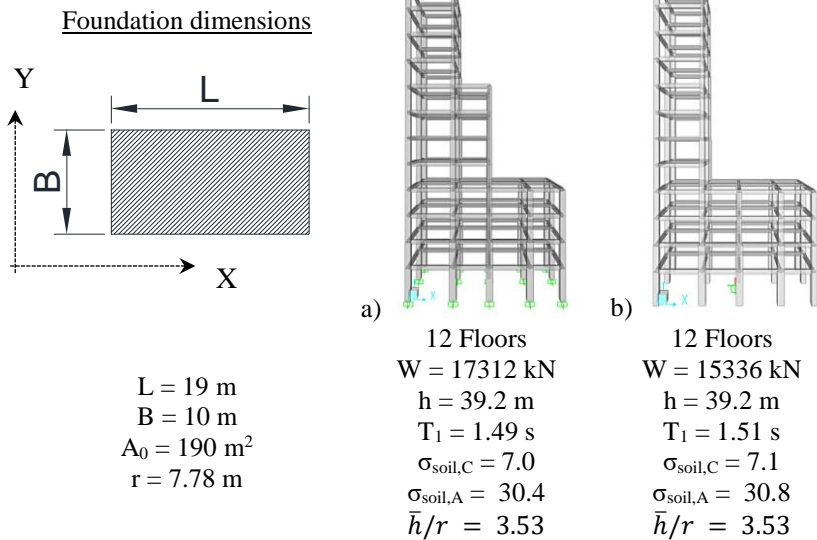 Foundation dimensions
Y
L
B
X
L = 19 m
B = 10 m
A₀ = 190 m²
r = 7.78 m
X
a)
12 Floors
W = 17312 kN
h = 39.2 m
T₁ = 1.49 s
σsoil,C = 7.0
σsoil,A = 30.4
h̄/r = 3.53
X
b)
12 Floors
W = 15336 kN
h = 39.2 m
T₁ = 1.51 s
σsoil,C = 7.1
σsoil,A = 30.8
h̄/r = 3.53